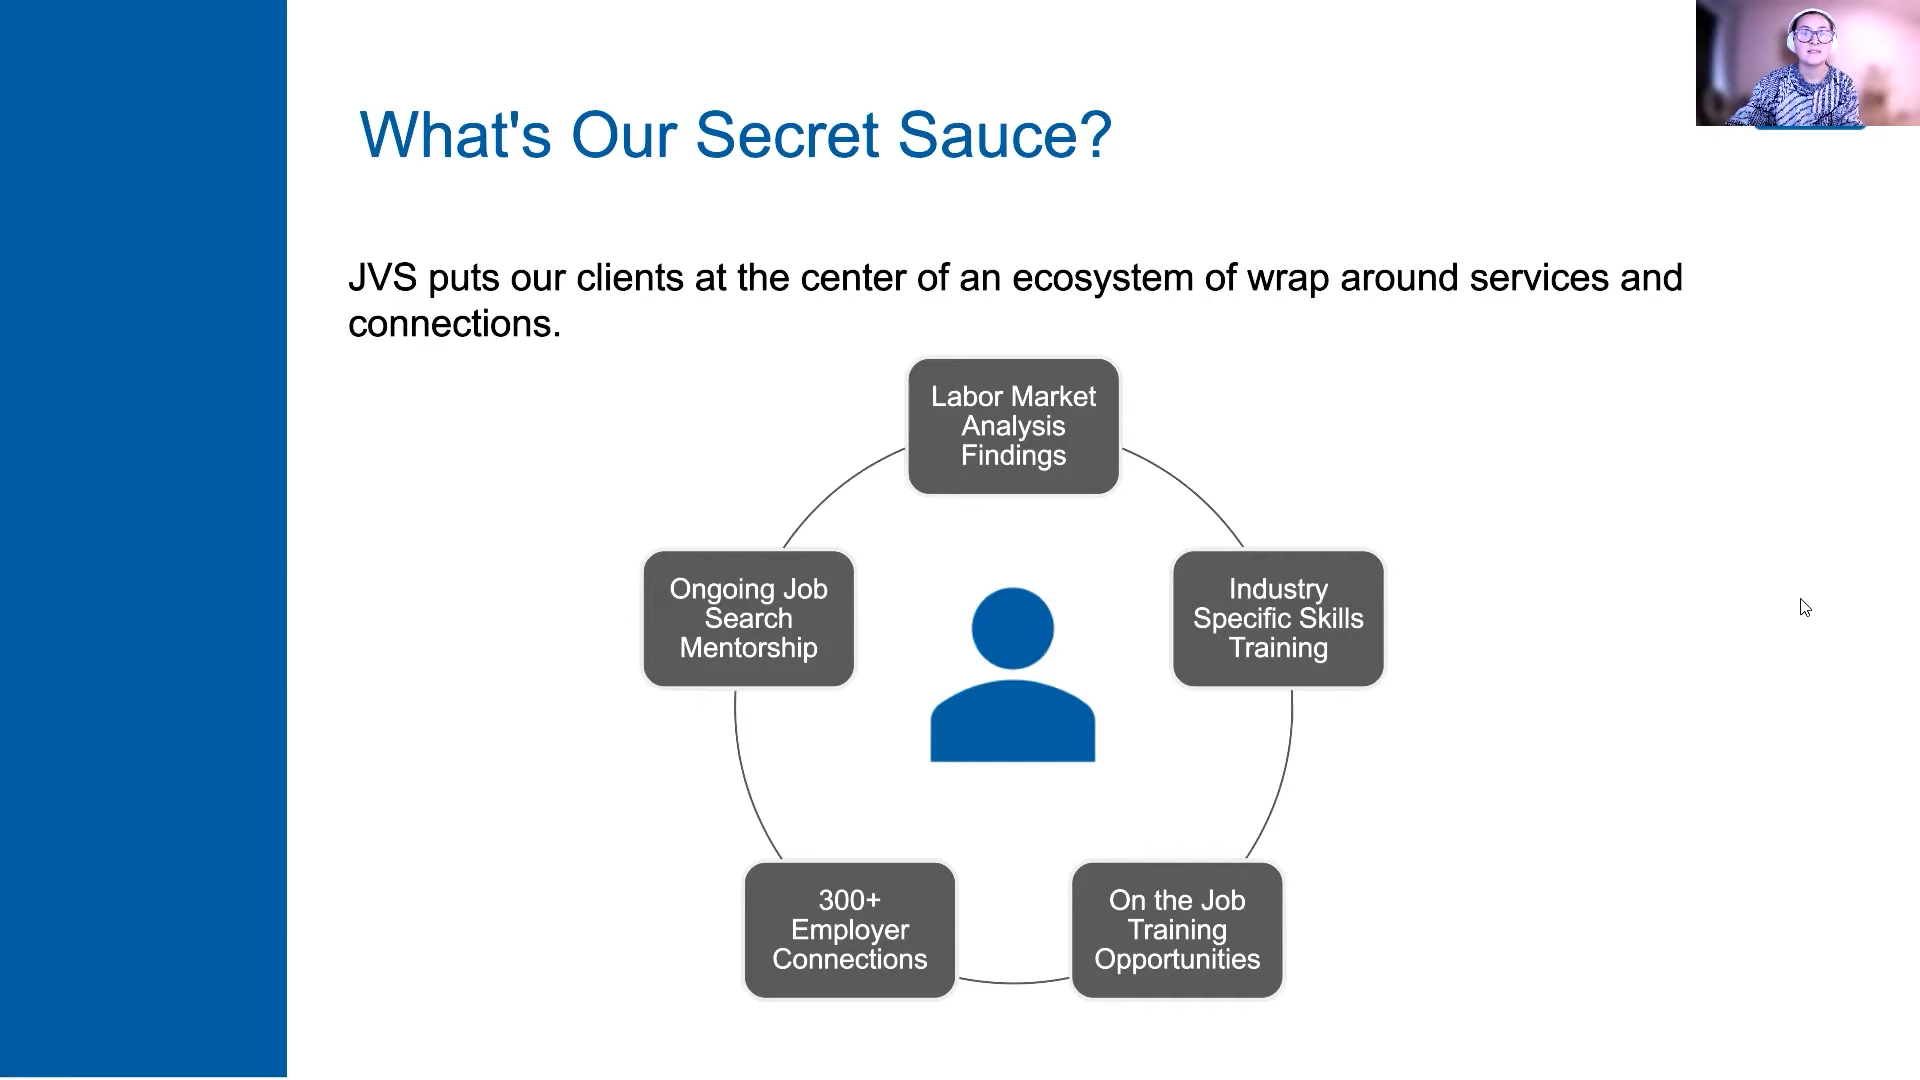 What's Our Secret Sauce?
JVS puts our clients at the center of an ecosystem of wrap around services and
connections.
Labor Market
Analysis
Findings
Industry
Specific Skills
Training
On the Job
Training
Opportunities
300+
Employer
Connections
Ongoing Job
Search
Mentorship